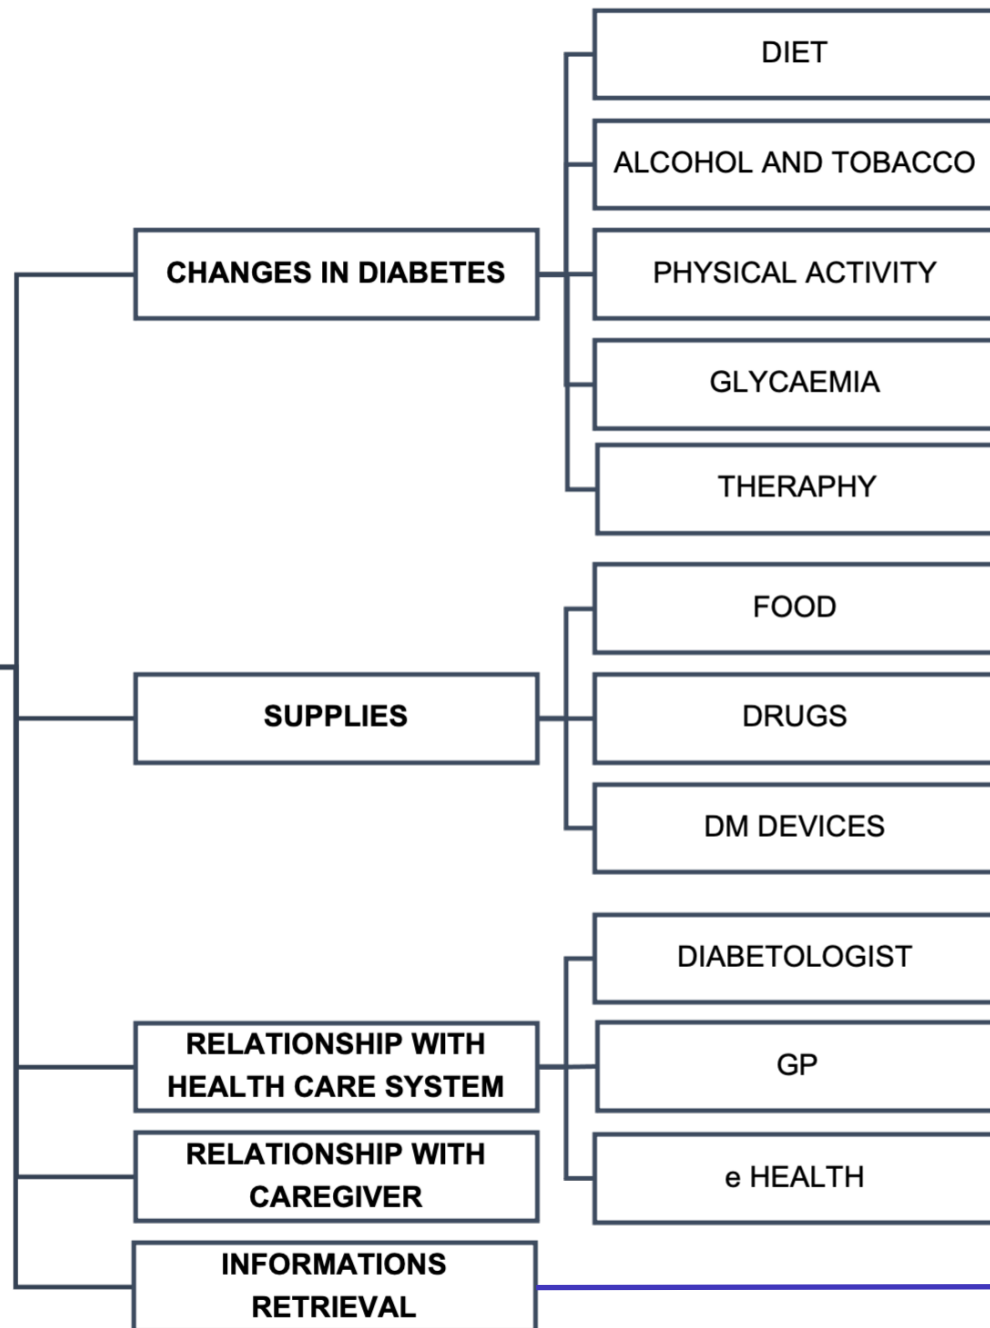 DIET
ALCOHOL AND TOBACCO
CHANGES IN DIABETES
PHYSICAL ACTIVITY
GLYCAEMIA
THERAPHY
FOOD
SUPPLIES
DRUGS
DM DEVICES
DIABETOLOGIST
RELATIONSHIP WITH
HEALTH CARE SYSTEM
GP
RELATIONSHIP WITH
CAREGIVER
e HEALTH
INFORMATIONS
RETRIEVAL